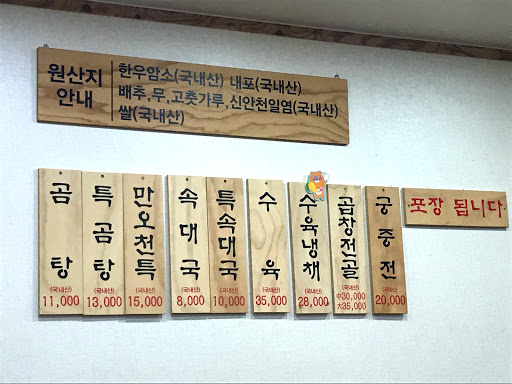 원산지
안내
한우암소(국내산) 내포(국내산)
배추,무,고춧가루,신안천일염(국내산)
쌀(국내산)
곰탕
(국내산)
11,000
특곰탕
(국내산)
13,000
만오천특
(국내산)
15,000
속대국
(국내산)
8,000
특속대국
(국내산)
10,000
수육
(국내산)
35,000
수육냉채
(국내산)
28,000
곱창전골
(국내산)
中30,000
大35,000
궁중전
(국내산)
20,000
포장 됩니다